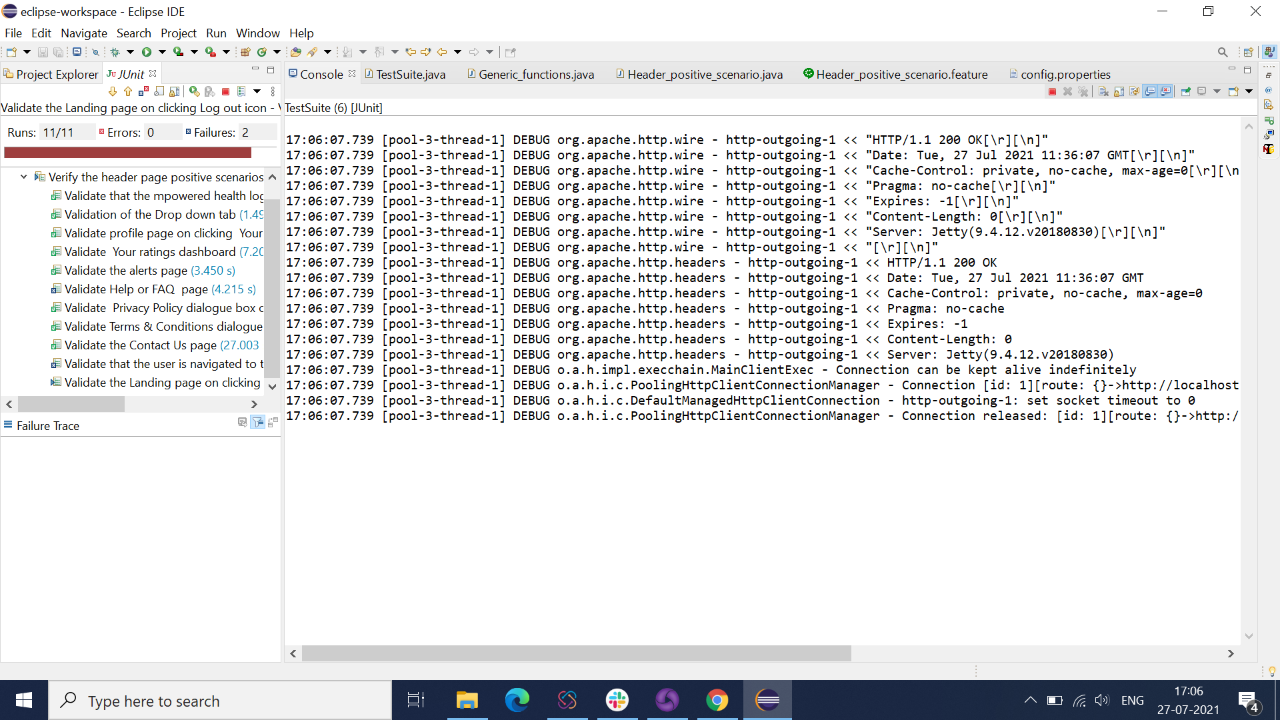 eclipse-workspace - Eclipse IDE
File Edit Navigate Search Project Run Window Help
Project Explorer JUnit
Console TestSuite.java Generic_functions.java Header_positive_scenario.java Header_positive_scenario.feature config.properties
Validate the Landing page on clicking Log out icon -
TestSuite (6) [JUnit]
Runs: 11/11 Errors: 0 Failures: 2
Verify the header page positive scenarios
Validate that the mpowered health log
Validation of the Drop down tab (1.49
Validate profile page on clicking Your
Validate Your ratings dashboard (7.20
Validate the alerts page (3.450 s)
Validate Help or FAQ page (4.215 s)
Validate Privacy Policy dialogue box c
Validate Terms & Conditions dialogue
Validate the Contact Us page (27.003
Validate that the user is navigated to t
Validate the Landing page on clicking
Failure Trace
17:06:07.739 [pool-3-thread-1] DEBUG org.apache.http.wire - http-outgoing-1 << "HTTP/1.1 200 OK[\r][\n]"
17:06:07.739 [pool-3-thread-1] DEBUG org.apache.http.wire - http-outgoing-1 << "Date: Tue, 27 Jul 2021 11:36:07 GMT[\r][\n]"
17:06:07.739 [pool-3-thread-1] DEBUG org.apache.http.wire - http-outgoing-1 << "Cache-Control: private, no-cache, max-age=0[\r][\n
17:06:07.739 [pool-3-thread-1] DEBUG org.apache.http.wire - http-outgoing-1 << "Pragma: no-cache[\r][\n]"
17:06:07.739 [pool-3-thread-1] DEBUG org.apache.http.wire - http-outgoing-1 << "Expires: -1[\r][\n]"
17:06:07.739 [pool-3-thread-1] DEBUG org.apache.http.wire - http-outgoing-1 << "Content-Length: 0[\r][\n]"
17:06:07.739 [pool-3-thread-1] DEBUG org.apache.http.wire - http-outgoing-1 << "Server: Jetty(9.4.12.v20180830)[\r][\n]"
17:06:07.739 [pool-3-thread-1] DEBUG org.apache.http.wire - http-outgoing-1 << "[\r][\n]"
17:06:07.739 [pool-3-thread-1] DEBUG org.apache.http.headers - http-outgoing-1 << HTTP/1.1 200 OK
17:06:07.739 [pool-3-thread-1] DEBUG org.apache.http.headers - http-outgoing-1 << Date: Tue, 27 Jul 2021 11:36:07 GMT
17:06:07.739 [pool-3-thread-1] DEBUG org.apache.http.headers - http-outgoing-1 << Cache-Control: private, no-cache, max-age=0
17:06:07.739 [pool-3-thread-1] DEBUG org.apache.http.headers - http-outgoing-1 << Pragma: no-cache
17:06:07.739 [pool-3-thread-1] DEBUG org.apache.http.headers - http-outgoing-1 << Expires: -1
17:06:07.739 [pool-3-thread-1] DEBUG org.apache.http.headers - http-outgoing-1 << Content-Length: 0
17:06:07.739 [pool-3-thread-1] DEBUG org.apache.http.headers - http-outgoing-1 << Server: Jetty(9.4.12.v20180830)
17:06:07.739 [pool-3-thread-1] DEBUG o.a.h.impl.execchain.MainClientExec - Connection can be kept alive indefinitely
17:06:07.739 [pool-3-thread-1] DEBUG o.a.h.i.c.PoolingHttpClientConnectionManager - Connection [id: 1][route: {}->http://localhost
17:06:07.739 [pool-3-thread-1] DEBUG o.a.h.i.c.DefaultManagedHttpClientConnection - http-outgoing-1: set socket timeout to 0
17:06:07.739 [pool-3-thread-1] DEBUG o.a.h.i.c.PoolingHttpClientConnectionManager - Connection released: [id: 1][route: {}->http:/
Type here to search
ENG
17:06
27-07-2021
4